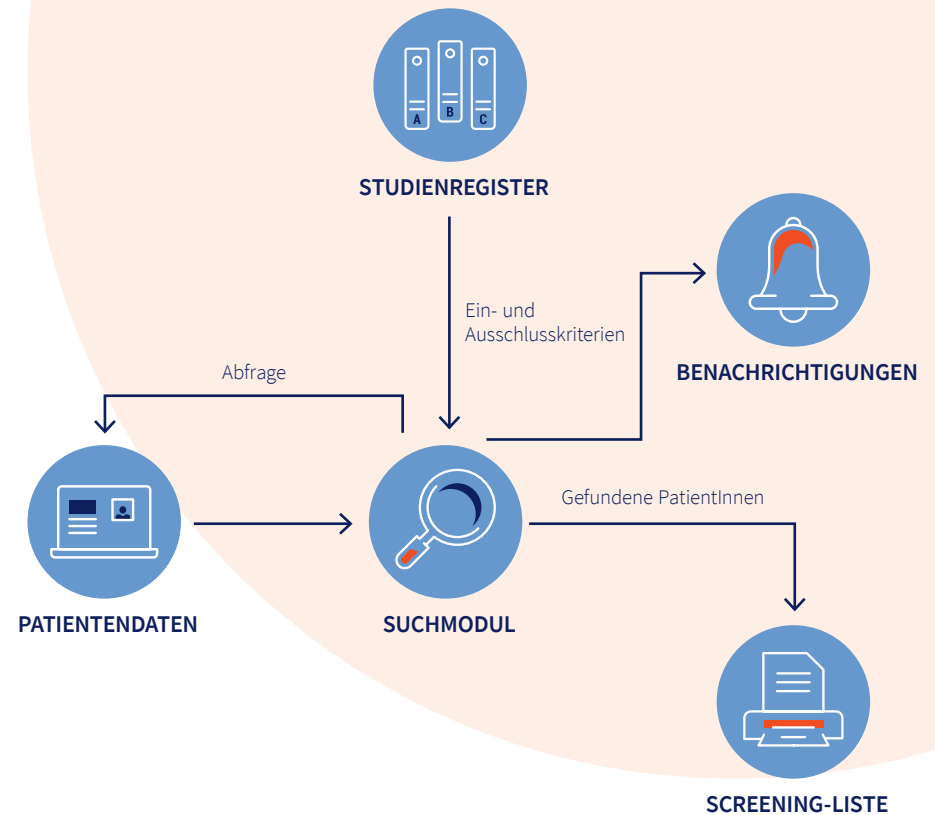 A B C
STUDIENREGISTER
Ein- und
Ausschlusskriterien
BENACHRICHTIGUNGEN
Abfrage
Gefundene PatientInnen
PATIENTENDATEN
SUCHMODUL
SCREENING-LISTE